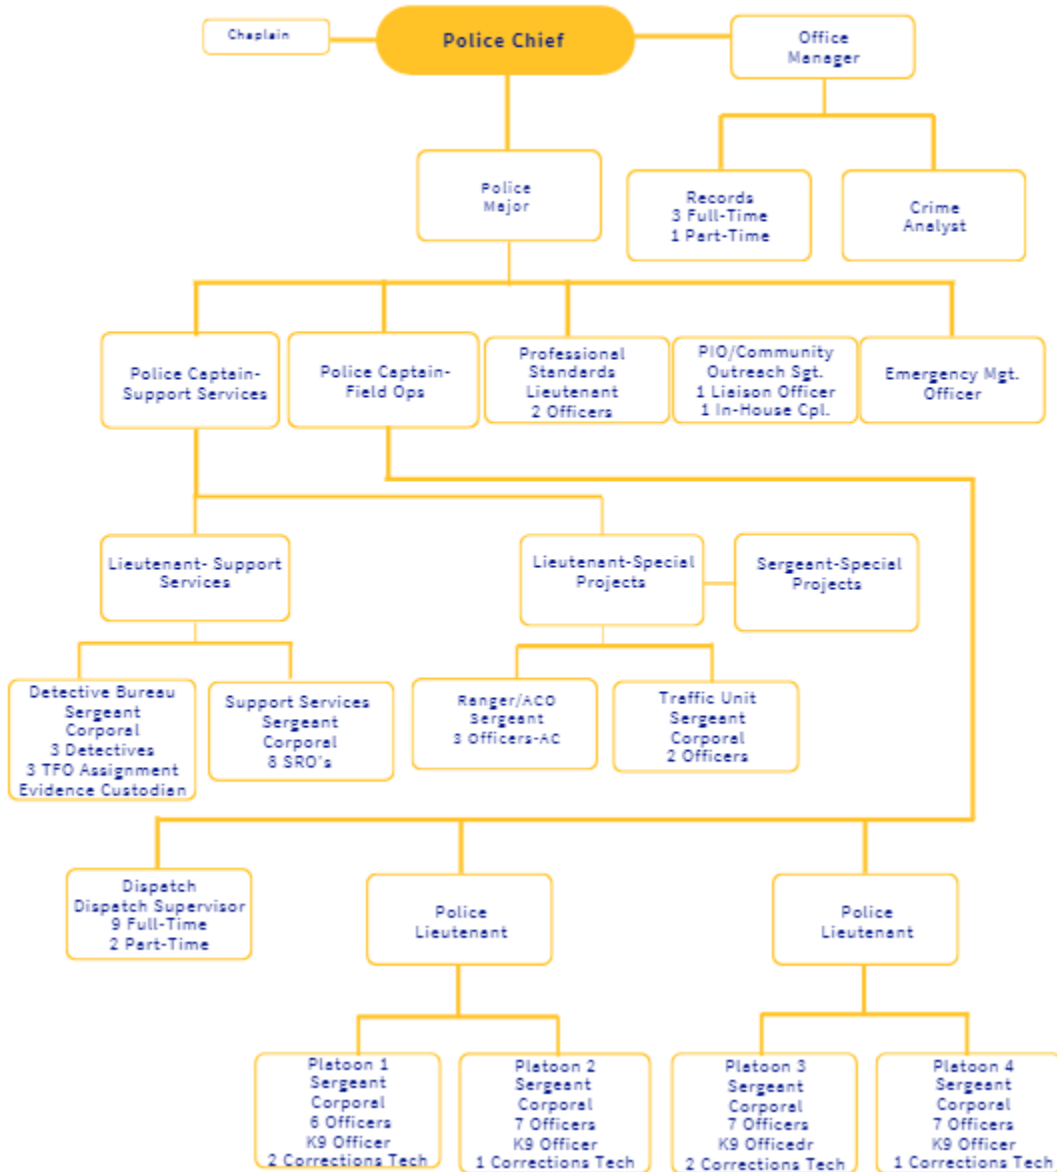 Chaplain
Police Chief
Office
Manager
Police
Major
Records
3 Full-Time
1 Part-Time
Crime
Analyst
Police Captain-
Support Services
Police Captain-
Field Ops
Professional
Standards
Lieutenant
2 Officers
PIO/Community
Outreach Sgt.
1 Liaison Officer
1 In-House Cpl.
Emergency Mgt.
Officer
Lieutenant- Support
Services
Lieutenant-Special
Projects
Sergeant-Special
Projects
Detective Bureau
Sergeant
Corporal
3 Detectives
3 TFO Assignment
Evidence Custodian
Support Services
Sergeant
Corporal
8 SRO's
Ranger/ACO
Sergeant
3 Officers-AC
Traffic Unit
Sergeant
Corporal
2 Officers
Dispatch
Dispatch Supervisor
9 Full-Time
2 Part-Time
Police
Lieutenant
Police
Lieutenant
Platoon 1
Sergeant
Corporal
6 Officers
K9 Officer
2 Corrections Tech
Platoon 2
Sergeant
Corporal
7 Officers
K9 Officer
1 Corrections Tech
Platoon 3
Sergeant
Corporal
7 Officers
K9 Officedr
2 Corrections Tech
Platoon 4
Sergeant
Corporal
7 Officers
K9 Officer
1 Corrections Tech